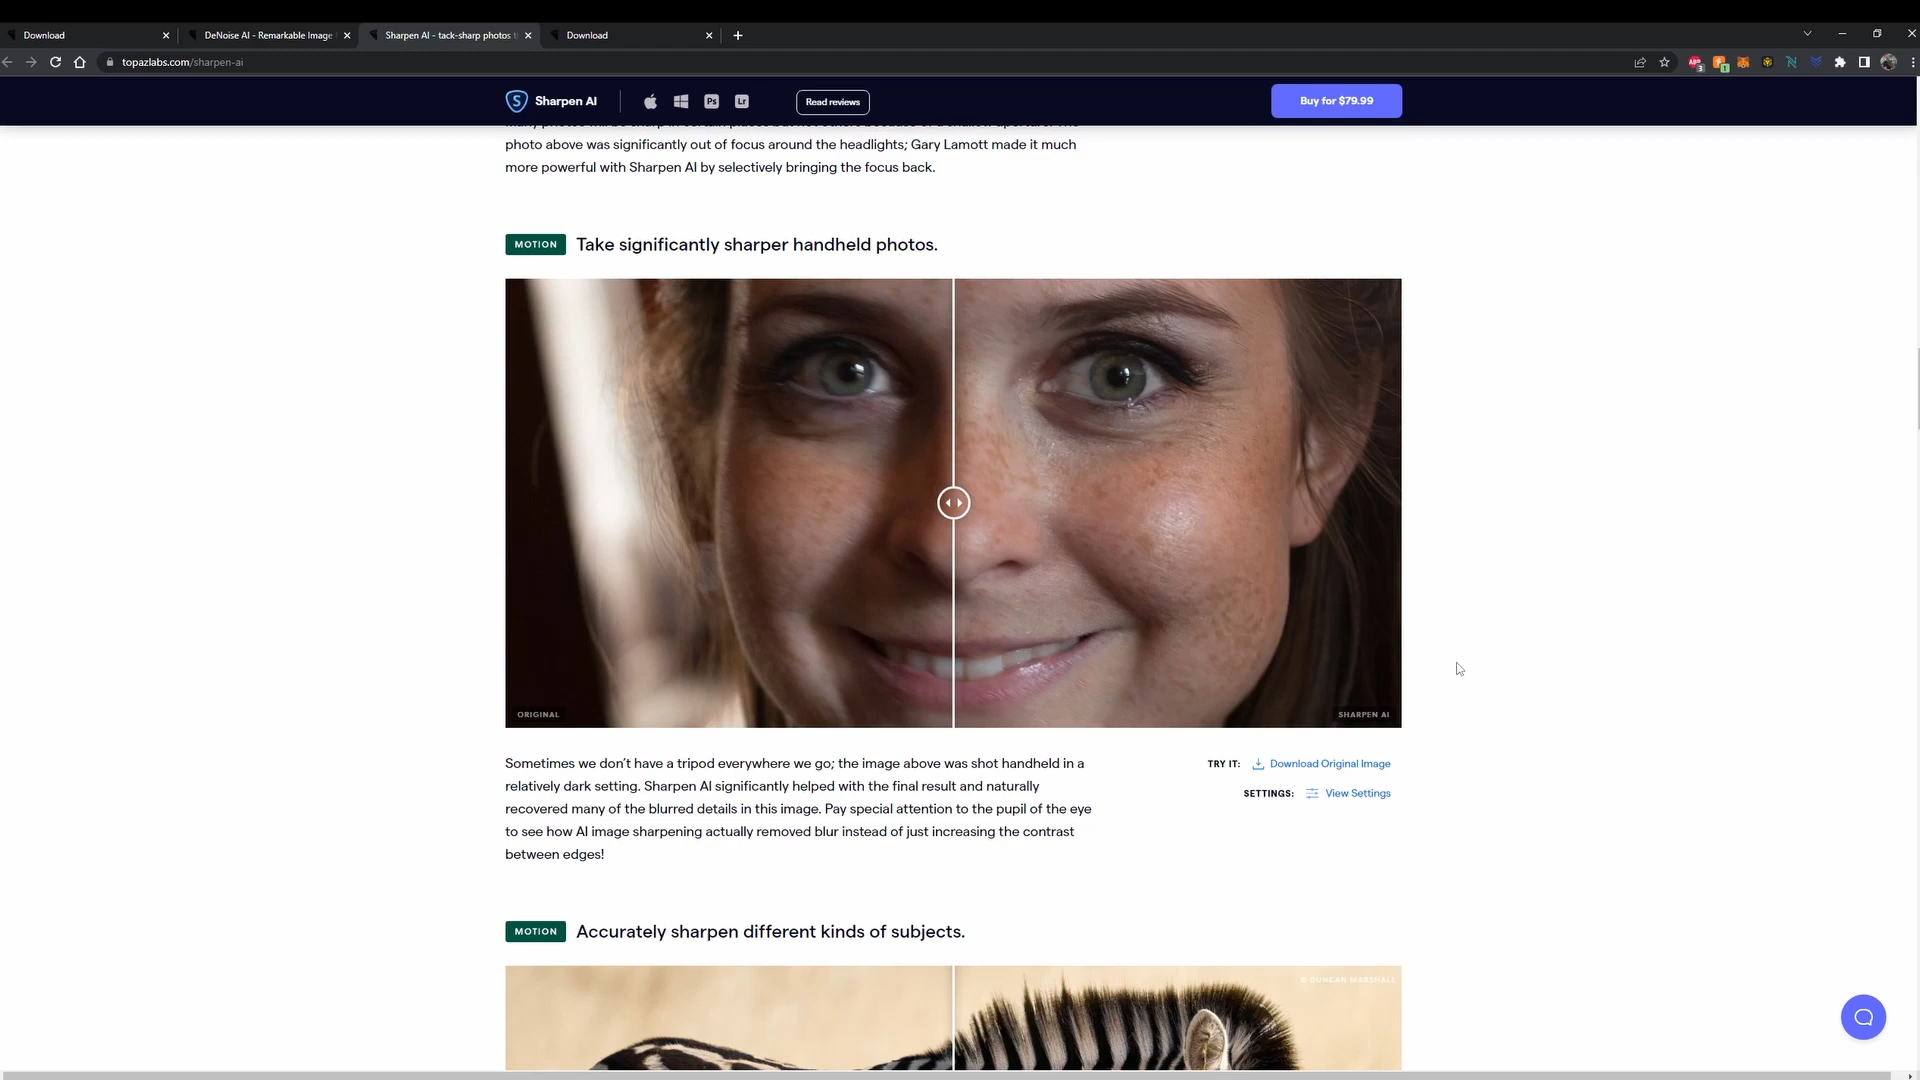 Download
DeNoise AI - Remarkable Image
Sharpen AI - tack-sharp photos
Download
topazlabs.com/sharpen-ai
Sharpen AI
Ps
Lr
Read reviews
Buy for $79.99
photo above was significantly out of focus around the headlights; Gary Lamott made it much
more powerful with Sharpen AI by selectively bringing the focus back.
MOTION Take significantly sharper handheld photos.
ORIGINAL
SHARPEN AI
Sometimes we don't have a tripod everywhere we go; the image above was shot handheld in a
relatively dark setting. Sharpen AI significantly helped with the final result and naturally
recovered many of the blurred details in this image. Pay special attention to the pupil of the eye
to see how AI image sharpening actually removed blur instead of just increasing the contrast
between edges!
TRY IT: Download Original Image
SETTINGS: View Settings
MOTION Accurately sharpen different kinds of subjects.
© DUNCAN MARSHALL